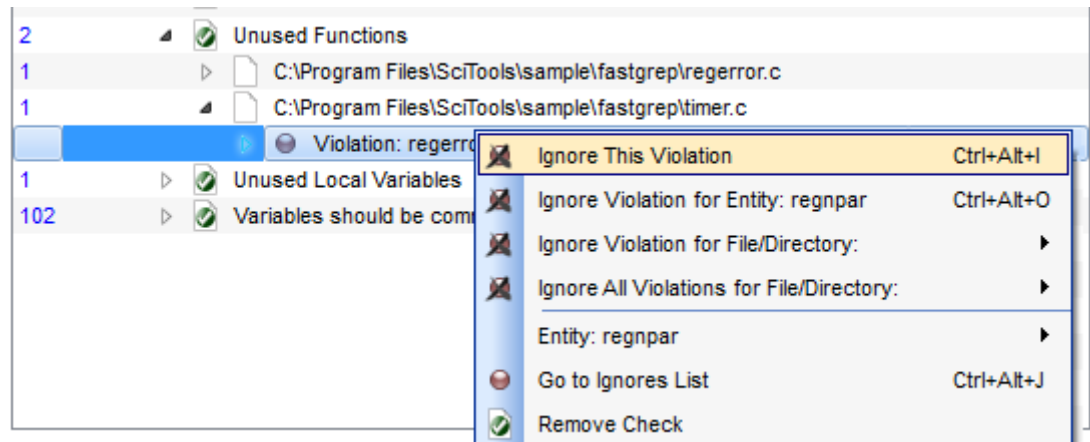 2 Unused Functions
1 C:\Program Files\SciTools\sample\fastgrep\regerror.c
1 C:\Program Files\SciTools\sample\fastgrep\timer.c
Violation:
1 Unused Local Variables
102 Variables should be
Ignore This Violation Ctrl+Alt+I
Ignore Violation for Entity: regnpar Ctrl+Alt+O
Ignore Violation for File/Directory:
Ignore All Violations for File/Directory:
Entity: regnpar
Go to Ignores List Ctrl+Alt+J
Remove Check